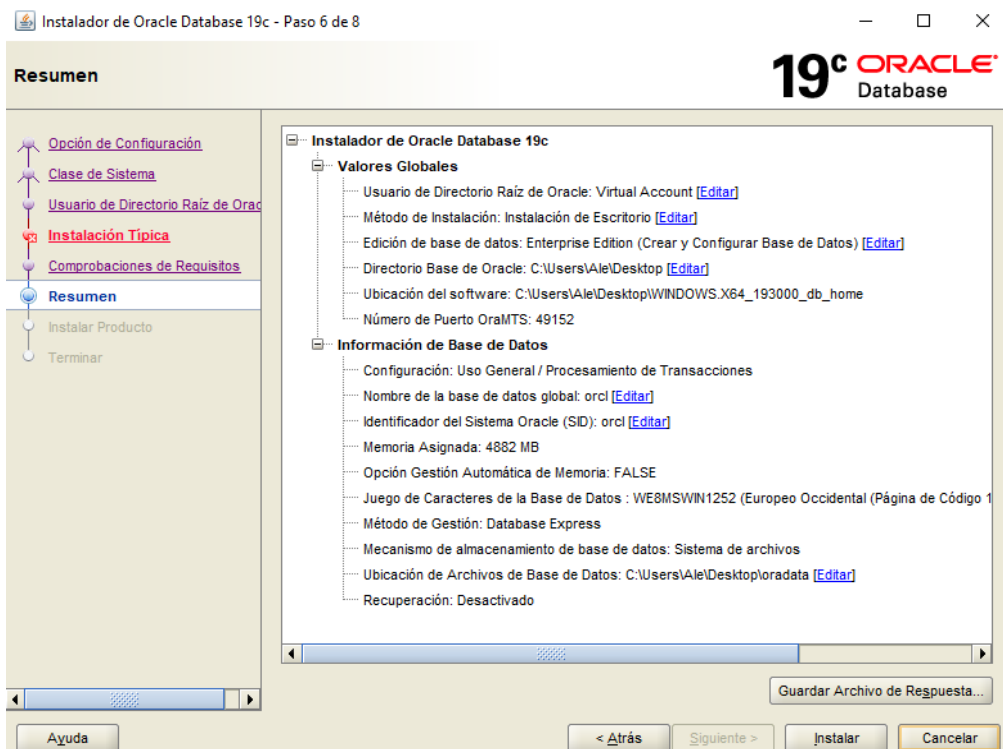 Instalador de Oracle Database 19c - Paso 6 de 8
Resumen
19c ORACLE
Database
Opción de Configuración
Clase de Sistema
Usuario de Directorio Raíz de Orac
Instalación Típica
Comprobaciones de Requisitos
Resumen
Instalar Producto
Terminar
Instalador de Oracle Database 19c
Valores Globales
Usuario de Directorio Raíz de Oracle: Virtual Account [Editar]
Método de Instalación: Instalación de Escritorio [Editar]
Edición de base de datos: Enterprise Edition (Crear y Configurar Base de Datos) [Editar]
Directorio Base de Oracle: C:\Users\Ale\Desktop [Editar]
Ubicación del software: C:\Users\Ale\Desktop\WINDOWS.X64_193000_db_home
Número de Puerto OraMTS: 49152
Información de Base de Datos
Configuración: Uso General / Procesamiento de Transacciones
Nombre de la base de datos global: orcl [Editar]
Identificador del Sistema Oracle (SID): orcl [Editar]
Memoria Asignada: 4882 MB
Opción Gestión Automática de Memoria: FALSE
Juego de Caracteres de la Base de Datos : WE8MSWIN1252 (Europeo Occidental (Página de Código 1
Método de Gestión: Database Express
Mecanismo de almacenamiento de base de datos: Sistema de archivos
Ubicación de Archivos de Base de Datos: C:\Users\Ale\Desktop\oradata [Editar]
Recuperación: Desactivado
Guardar Archivo de Respuesta...
Ayuda
< Atrás
Siguiente >
Instalar
Cancelar